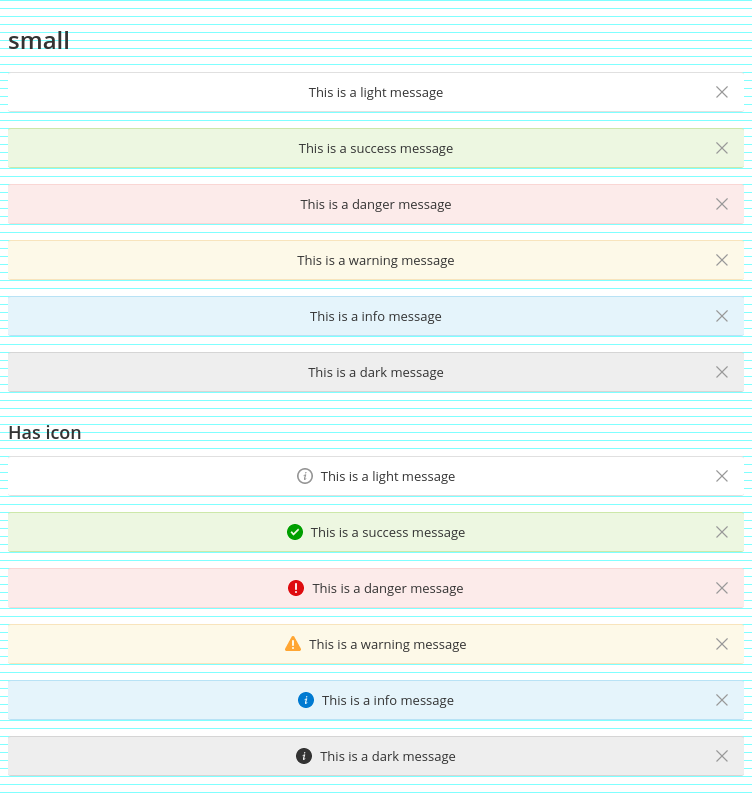 small
This is a light message
This is a success message
This is a danger message
This is a warning message
This is a info message
This is a dark message
Has icon
This is a light message
This is a success message
This is a danger message
This is a warning message
This is a info message
This is a dark message